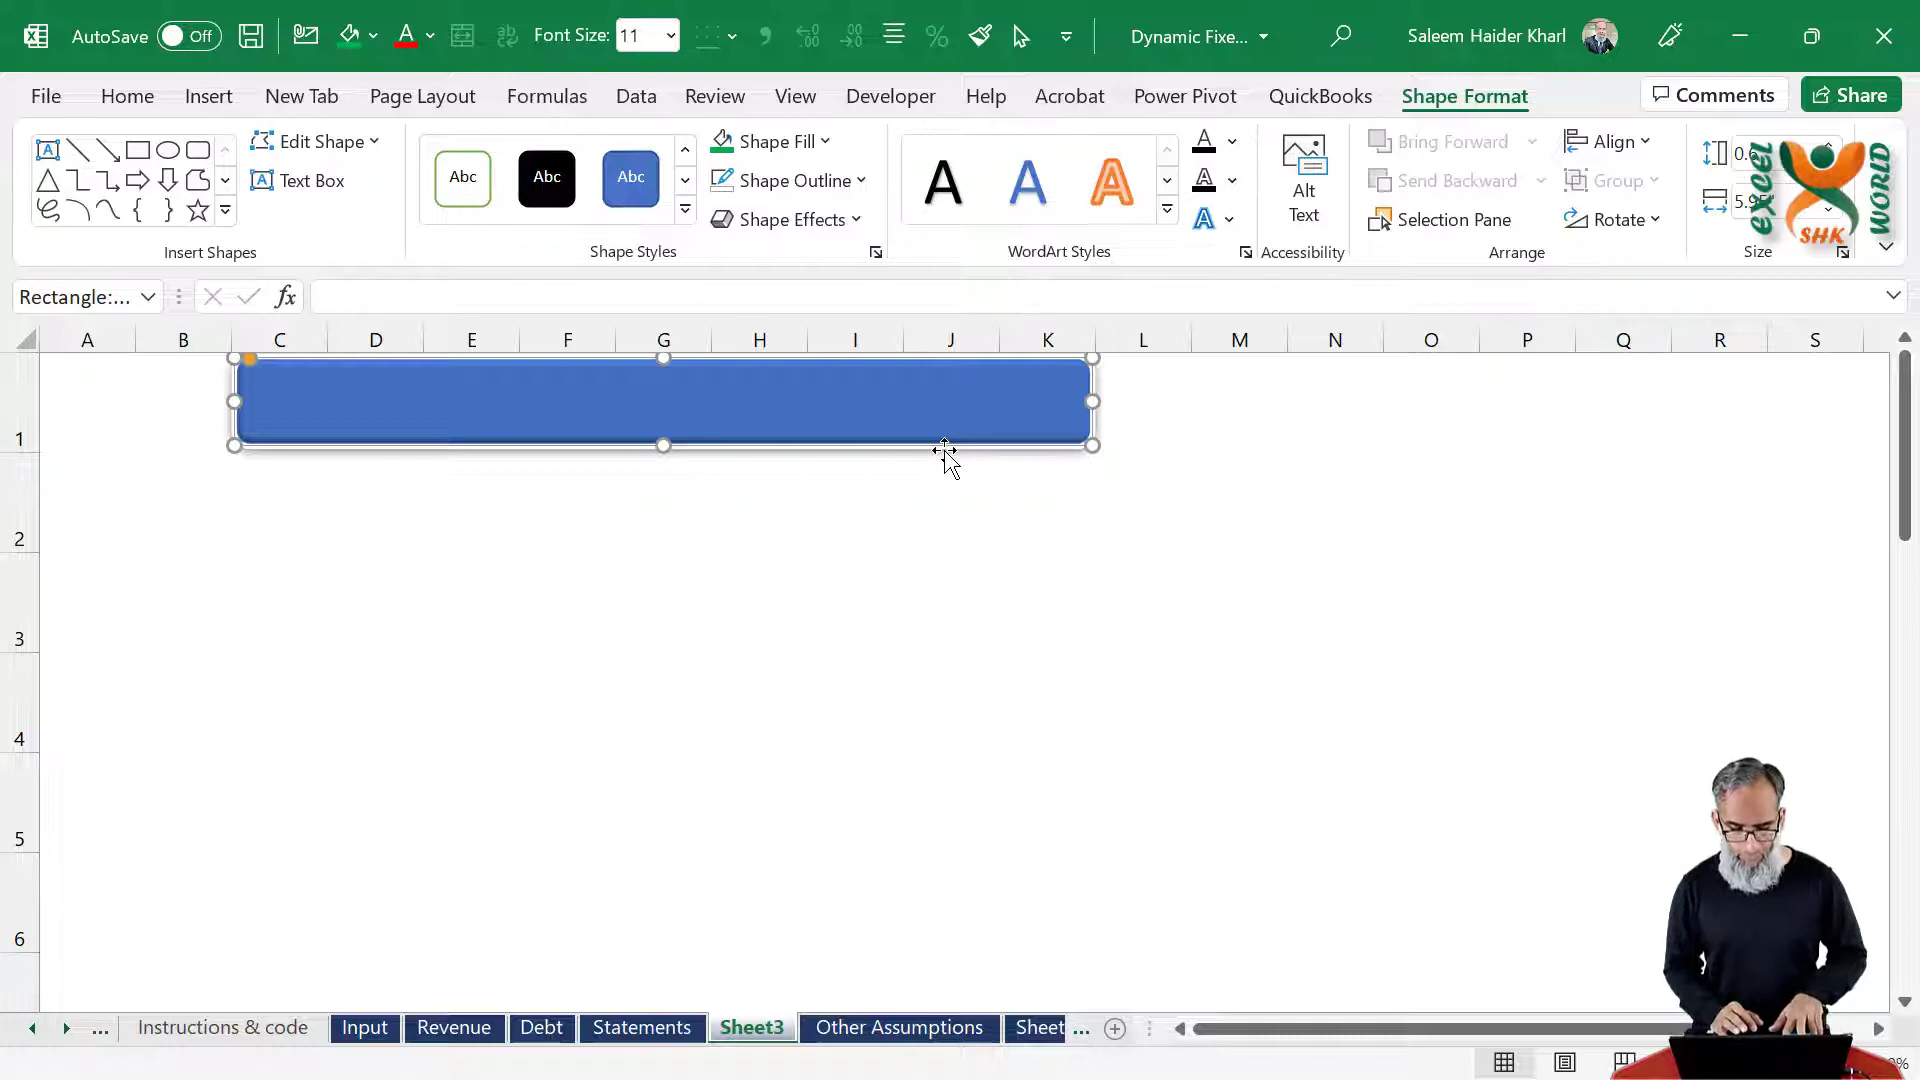 AutoSave Off Font Size: 11 Dynamic Fixe... Saleem Haider Kharl
File Home Insert New Tab Page Layout Formulas Data Review View Developer Help Acrobat Power Pivot QuickBooks Shape Format Comments Share
Edit Shape
Text Box
Insert Shapes
Abc Abc Abc
Shape Fill
Shape Outline
Shape Effects
Shape Styles
WordArt Styles
Alt
Text
Accessibility
Bring Forward
Send Backward
Selection Pane
Align
Group
Rotate
Arrange
Size
EXCEL
WORLD
SHK
Rectangle:... fx
A B C D E F G H I J K L M N O P Q R S
1
2
3
4
5
6
... Instructions & code Input Revenue Debt Statements Sheet3 Other Assumptions Sheet ...